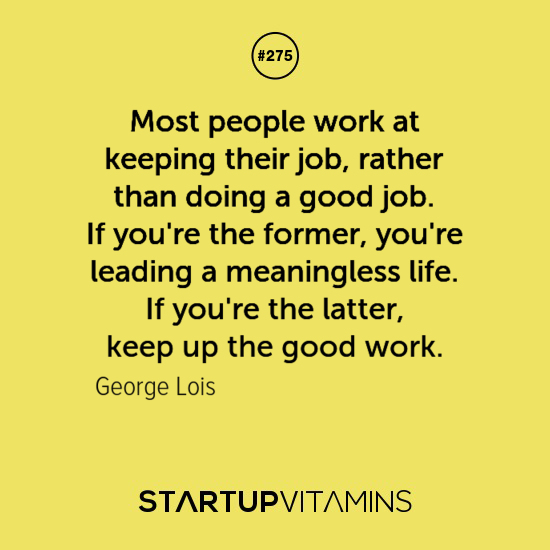 #275
Most people work at
keeping their job, rather
than doing a good job.
If you're the former, you're
leading a meaningless life.
If you're the latter,
keep up the good work.
George Lois
STARTUPVITAMINS